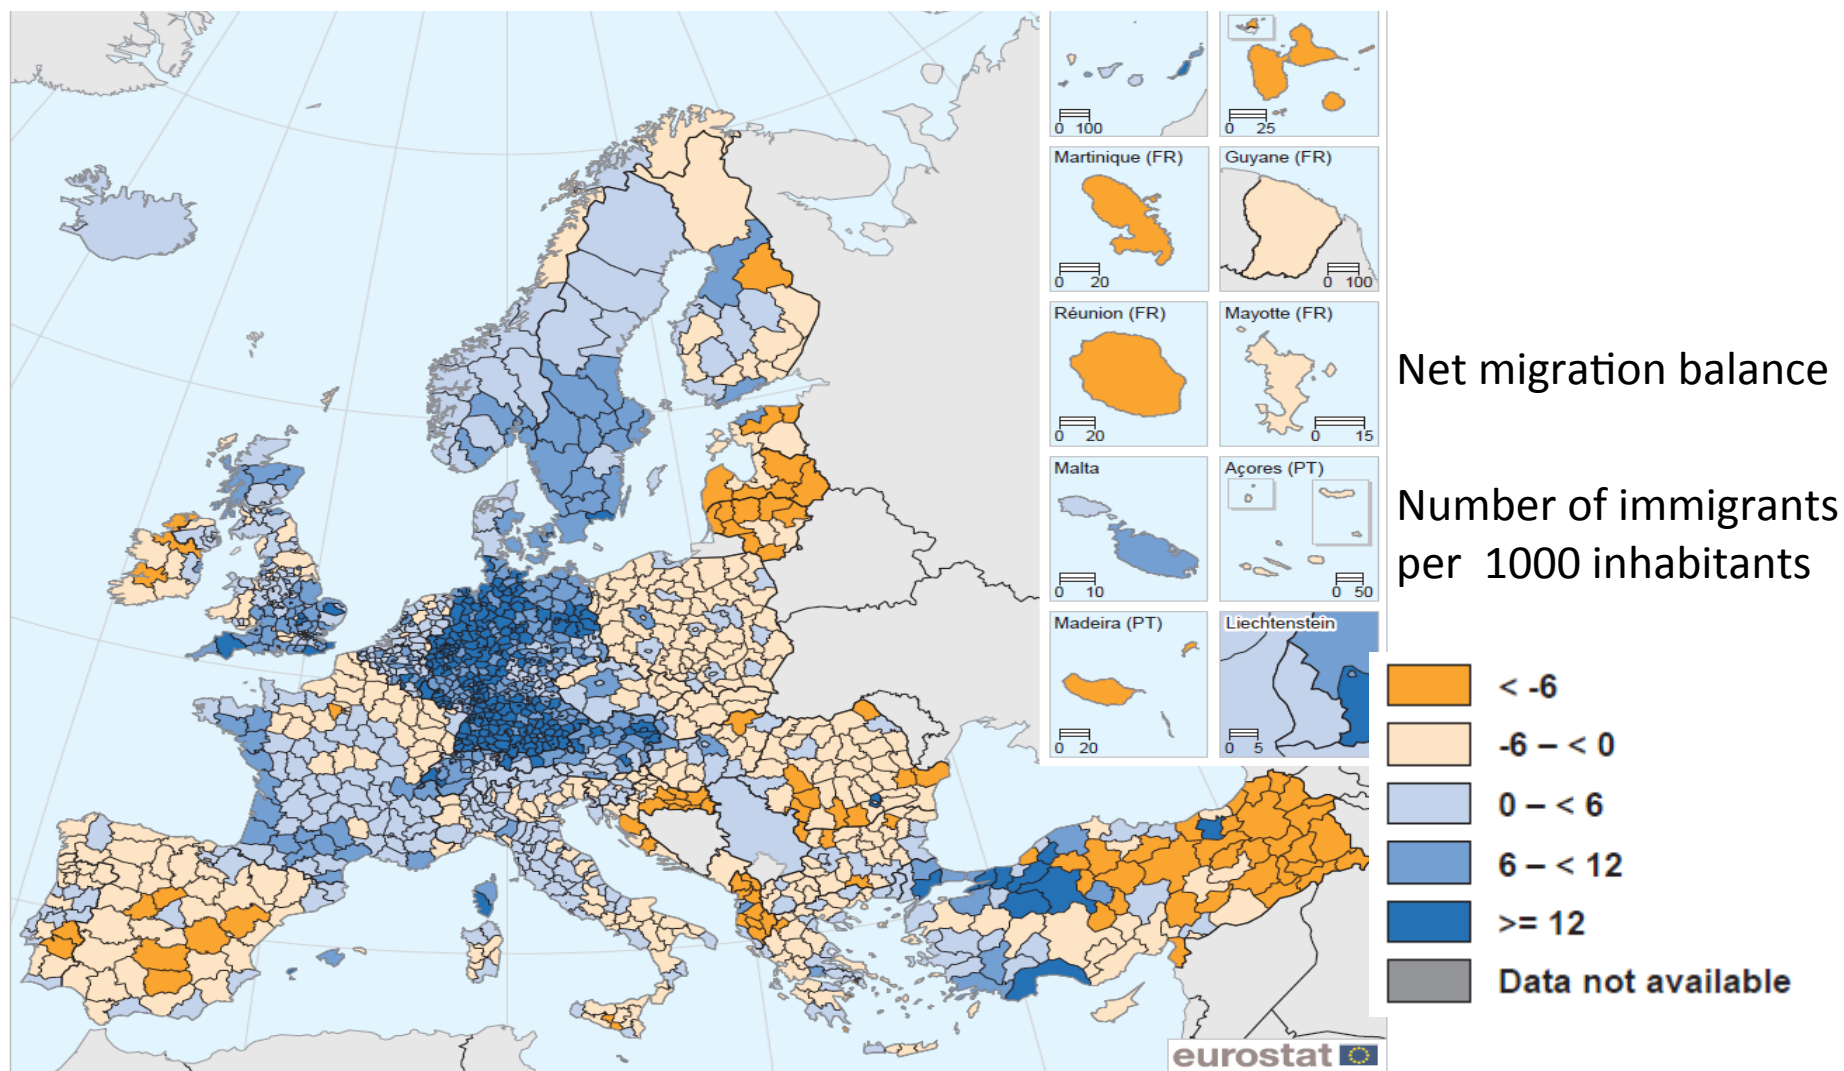 0 100
0 25
Martinique (FR)
Guyane (FR)
0 20
0 100
Réunion (FR)
Mayotte (FR)
0 20
0 15
Malta
Açores (PT)
0 10
0 50
Madeira (PT)
Liechtenstein
0 20
0 5
Net migration balance
Number of immigrants
per 1000 inhabitants
< -6
-6 – < 0
0 – < 6
6 – < 12
>= 12
Data not available
eurostat